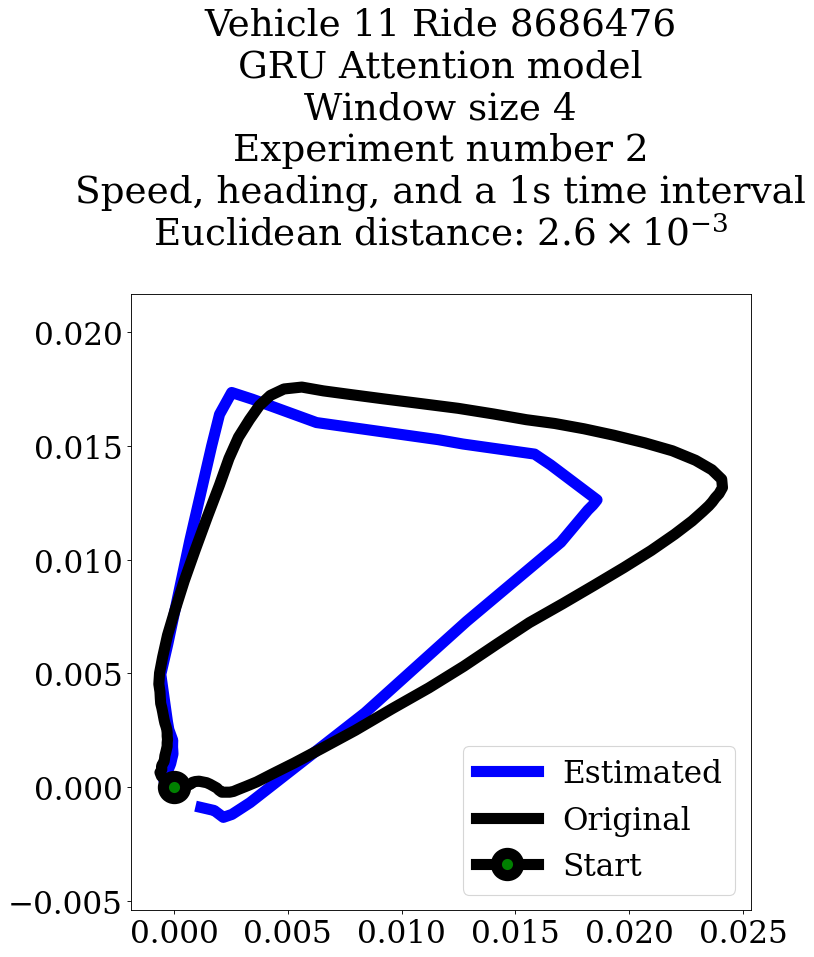 Vehicle 11 Ride 8686476
GRU Attention model
Window size 4
Experiment number 2
Speed, heading, and a 1s time interval
Euclidean distance: 2.6 × 10⁻³
0.020
0.015
0.010
0.005
0.000
−0.005
Estimated
Original
Start
0.000 0.005 0.010 0.015 0.020 0.025